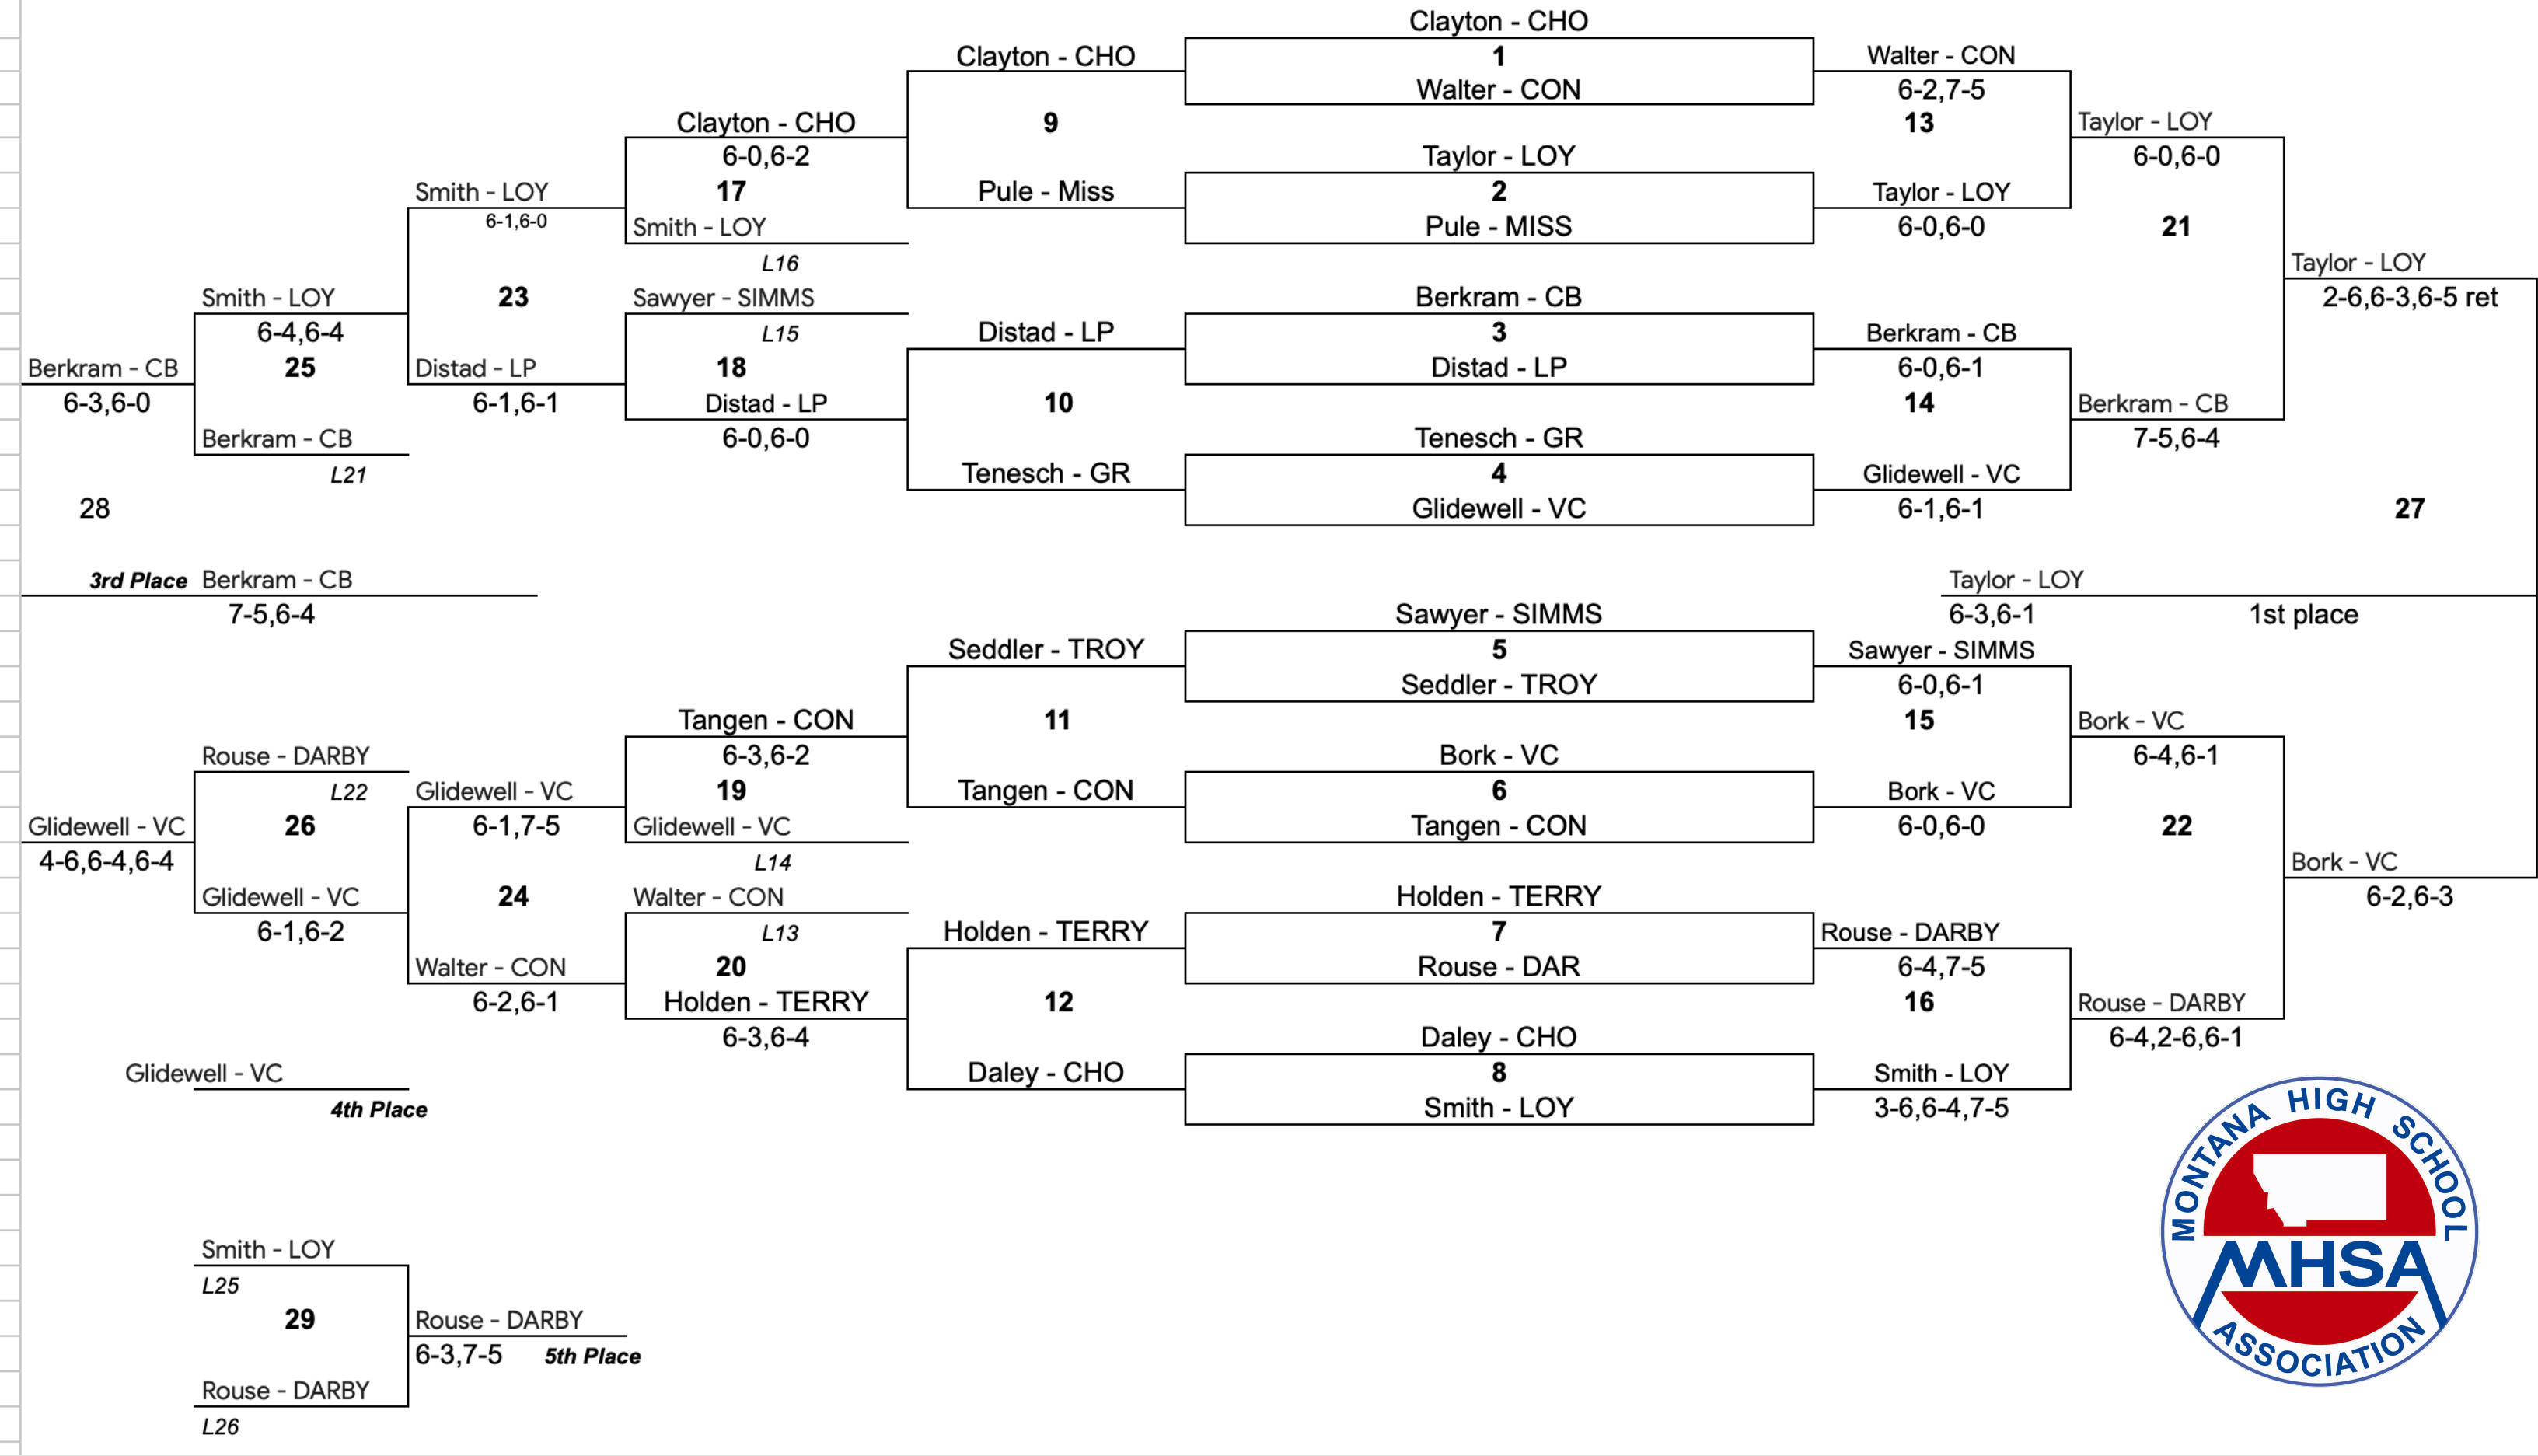 Clayton - CHO
Clayton - CHO
1
Walter - CON
Walter - CON
6-2,7-5
Clayton - CHO
9
13
Taylor - LOY
6-0,6-2
Taylor - LOY
6-0,6-0
Smith - LOY
17
Pule - Miss
2
Taylor - LOY
6-1,6-0
Smith - LOY
Pule - MISS
6-0,6-0
21
L16
Taylor - LOY
Smith - LOY
23
Sawyer - SIMMS
Berkram - CB
2-6,6-3,6-5 ret
6-4,6-4
L15
Distad - LP
3
Berkram - CB
Berkram - CB
25
Distad - LP
18
Distad - LP
6-0,6-1
6-3,6-0
6-1,6-1
Distad - LP
10
14
Berkram - CB
Berkram - CB
6-0,6-0
Tenesch - GR
7-5,6-4
L21
Tenesch - GR
4
Glidewell - VC
28
Glidewell - VC
6-1,6-1
27
3rd Place
Berkram - CB
Taylor - LOY
7-5,6-4
Sawyer - SIMMS
6-3,6-1
1st place
Seddler - TROY
5
Sawyer - SIMMS
Seddler - TROY
6-0,6-1
Tangen - CON
11
15
Bork - VC
Rouse - DARBY
6-3,6-2
Bork - VC
6-4,6-1
L22
Glidewell - VC
19
Tangen - CON
6
Bork - VC
Glidewell - VC
26
6-1,7-5
Glidewell - VC
Tangen - CON
6-0,6-0
22
4-6,6-4,6-4
L14
Bork - VC
Glidewell - VC
24
Walter - CON
Holden - TERRY
6-2,6-3
6-1,6-2
L13
Holden - TERRY
7
Rouse - DARBY
Walter - CON
20
Rouse - DAR
6-4,7-5
6-2,6-1
Holden - TERRY
12
16
Rouse - DARBY
6-3,6-4
Daley - CHO
6-4,2-6,6-1
Glidewell - VC
Daley - CHO
8
Smith - LOY
4th Place
Smith - LOY
3-6,6-4,7-5
MONTANA HIGH SCHOOL
MHSA
ASSOCIATION
Smith - LOY
L25
29
Rouse - DARBY
6-3,7-5
5th Place
Rouse - DARBY
L26